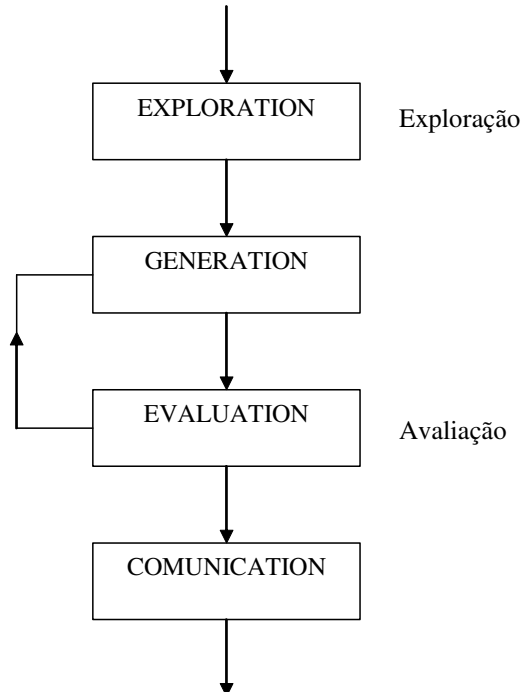 EXPLORATION
Exploração
GENERATION
EVALUATION
Avaliação
COMUNICATION